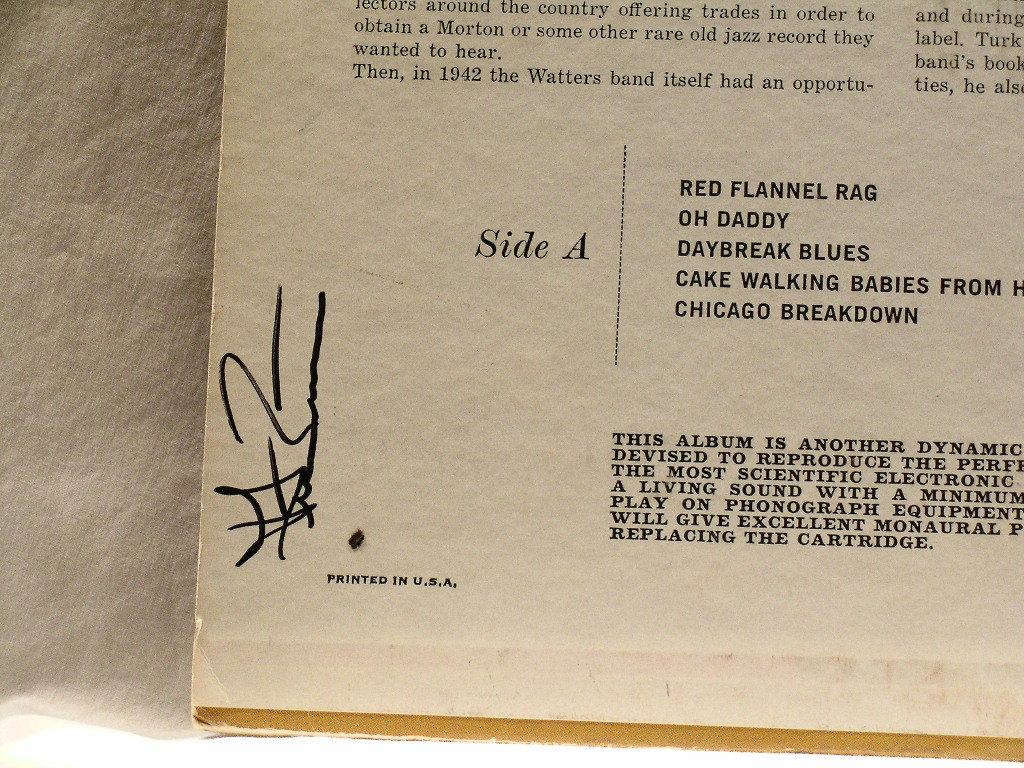 lectors around the country offering trades in order to
obtain a Morton or some other rare old jazz record they
wanted to hear.
Then, in 1942 the Watters band itself had an opportu-
and during
label. Turk
band's book
ties, he also
Side A
RED FLANNEL RAG
OH DADDY
DAYBREAK BLUES
CAKE WALKING BABIES FROM H
CHICAGO BREAKDOWN
THIS ALBUM IS ANOTHER DYNAMIC
DEVISED TO REPRODUCE THE PERFE
THE MOST SCIENTIFIC ELECTRONIC
A LIVING SOUND WITH A MINIMUM
PLAY ON PHONOGRAPH EQUIPMENT
WILL GIVE EXCELLENT MONAURAL P
REPLACING THE CARTRIDGE.
PRINTED IN U.S.A.